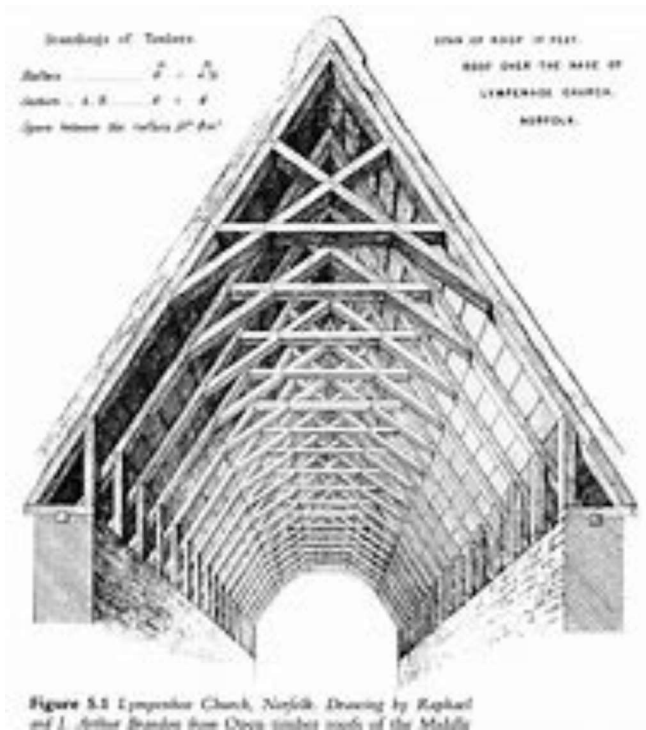 Scantlings of Timbers.
Rafters
Space between the rafters
SPAN OF ROOF 19 FEET.
ROOF OVER THE NAVE OF
LYMPENHOE CHURCH,
NORFOLK.
Figure 5.1 Lympenhoe Church, Norfolk. Drawing by Raphael
and J. Arthur Brandon from Open timber roofs of the Middle